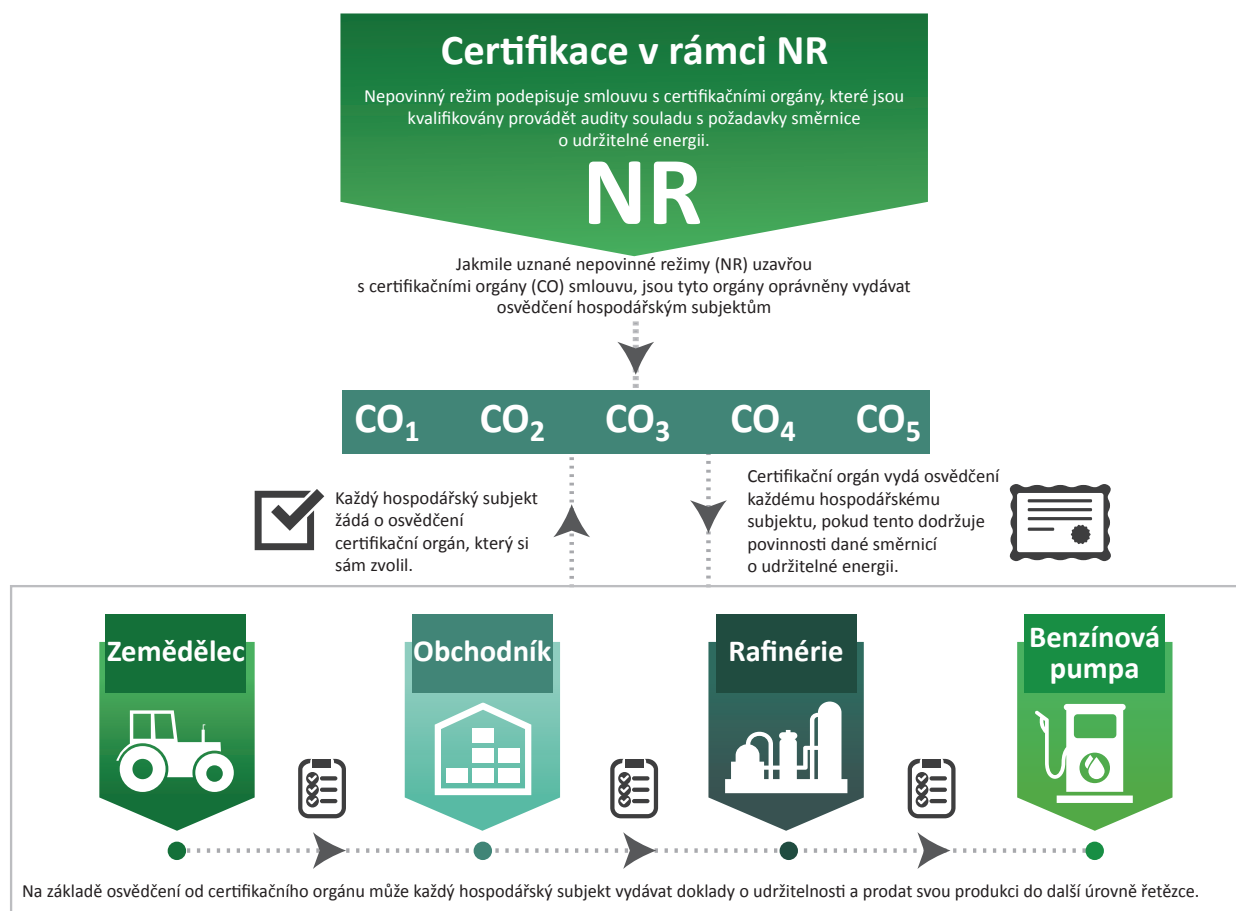 Certifikace v rámci NR
Nepovinný režim podepisuje smlouvu s certifikačními orgány, které jsou
kvalifikovány provádět audity souladu s požadavky směrnice
o udržitelné energii.
NR
Jakmile uznané nepovinné režimy (NR) uzavřou
s certifikačními orgány (CO) smlouvu, jsou tyto orgány oprávněny vydávat
osvědčení hospodářským subjektům
CO₁ CO₂ CO₃ CO₄ CO₅
Každý hospodářský subjekt
žádá o osvědčení
certifikační orgán, který si
sám zvolil.
Certifikační orgán vydá osvědčení
každému hospodářskému
subjektu, pokud tento dodržuje
povinnosti dané směrnicí
o udržitelné energii.
Zemědělec
Obchodník
Rafinérie
Benzínová
pumpa
Na základě osvědčení od certifikačního orgánu může každý hospodářský subjekt vydávat doklady o udržitelnosti a prodat svou produkci do další úrovně řetězce.